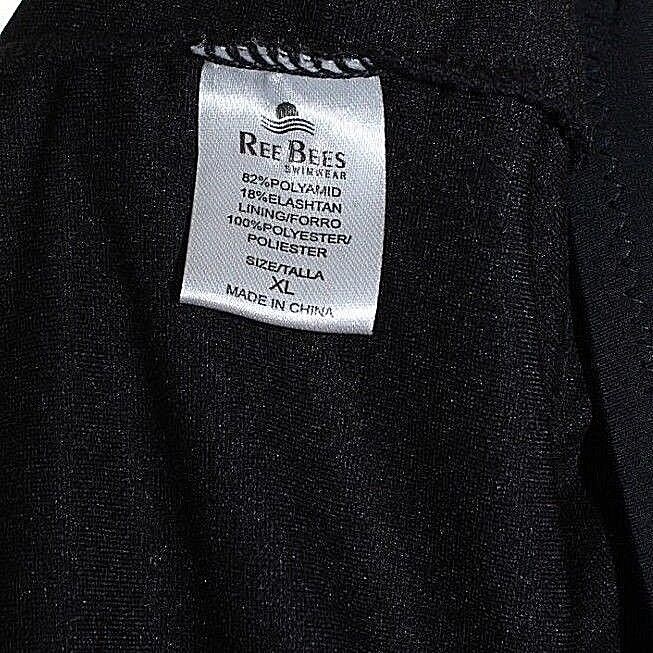 REE BEES
SWIMWEAR
82%POLYAMID
18%ELASHTAN
LINING/FORRO
100%POLYESTER/
POLIESTER
SIZE/TALLA
XL
MADE IN CHINA